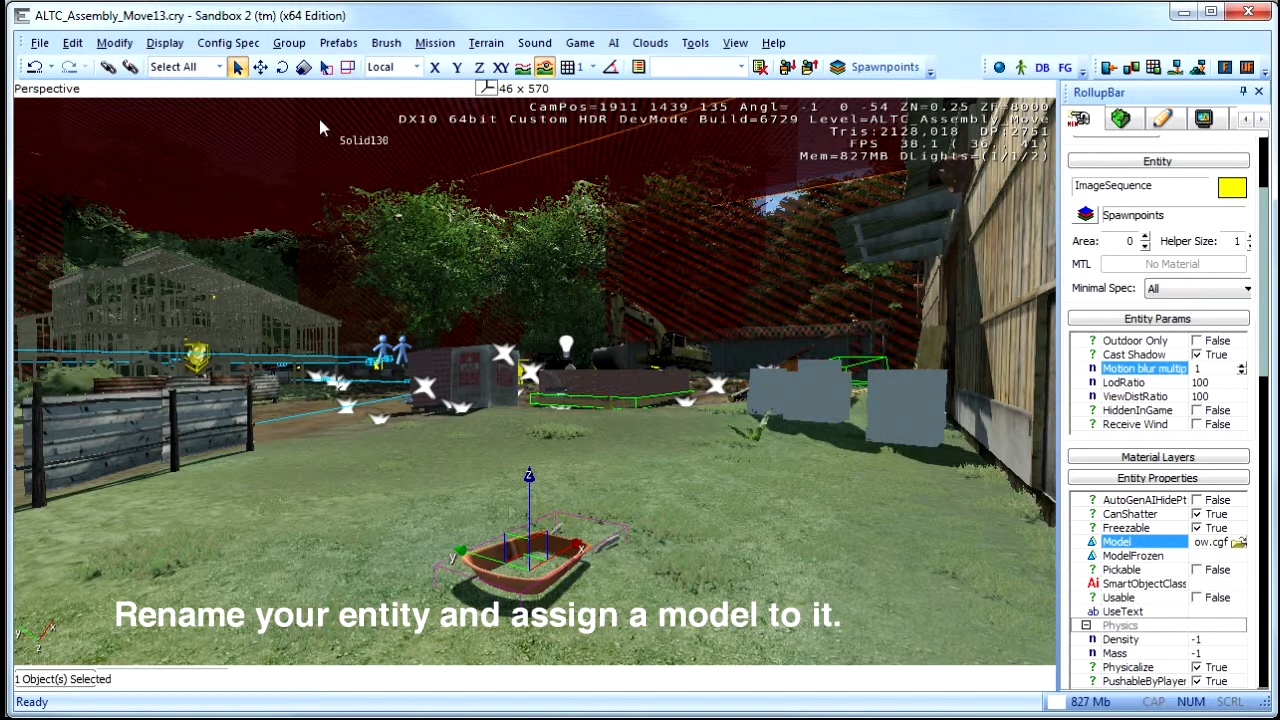 ALTC_Assembly_Move13.cry - Sandbox 2 (tm) (x64 Edition)
File Edit Modify Display Config Spec Group Prefabs Brush Mission Terrain Sound Game AI Clouds Tools View Help
Select All Local X Y Z XY 1 Spawnpoints DB FG
Perspective
46 x 570
RollupBar
CamPos=1911 1439 135 Angl= -1 0 -54 ZN=0.25 ZF=8000
DX10 64bit Custom HDR DevMode Build=6729 Level=ALTC_Assembly_Move
Tris:2128,018 DP:2751
FPS 38.1 ( 36.. 41)
Mem=827MB DLights=(1/1/2)
Solid130
Entity
ImageSequence
Spawnpoints
Area: 0 Helper Size: 1
MTL No Material
Minimal Spec: All
Entity Params
? Outdoor Only False
? Cast Shadow True
n Motion blur multip 1
n LodRatio 100
n ViewDistRatio 100
? HiddenInGame False
? Receive Wind False
Material Layers
Entity Properties
? AutoGenAIHidePt False
? CanShatter True
? Freezable True
Model ow.cgf
ModelFrozen
? Pickable False
Ai SmartObjectClass
? Usable False
ab UseText
Physics
n Density -1
n Mass -1
? Physicalize True
? PushableByPlayer True
z
y
x
Rename your entity and assign a model to it.
y x
z
1 Object(s) Selected
Ready 827 Mb CAP NUM SCRL